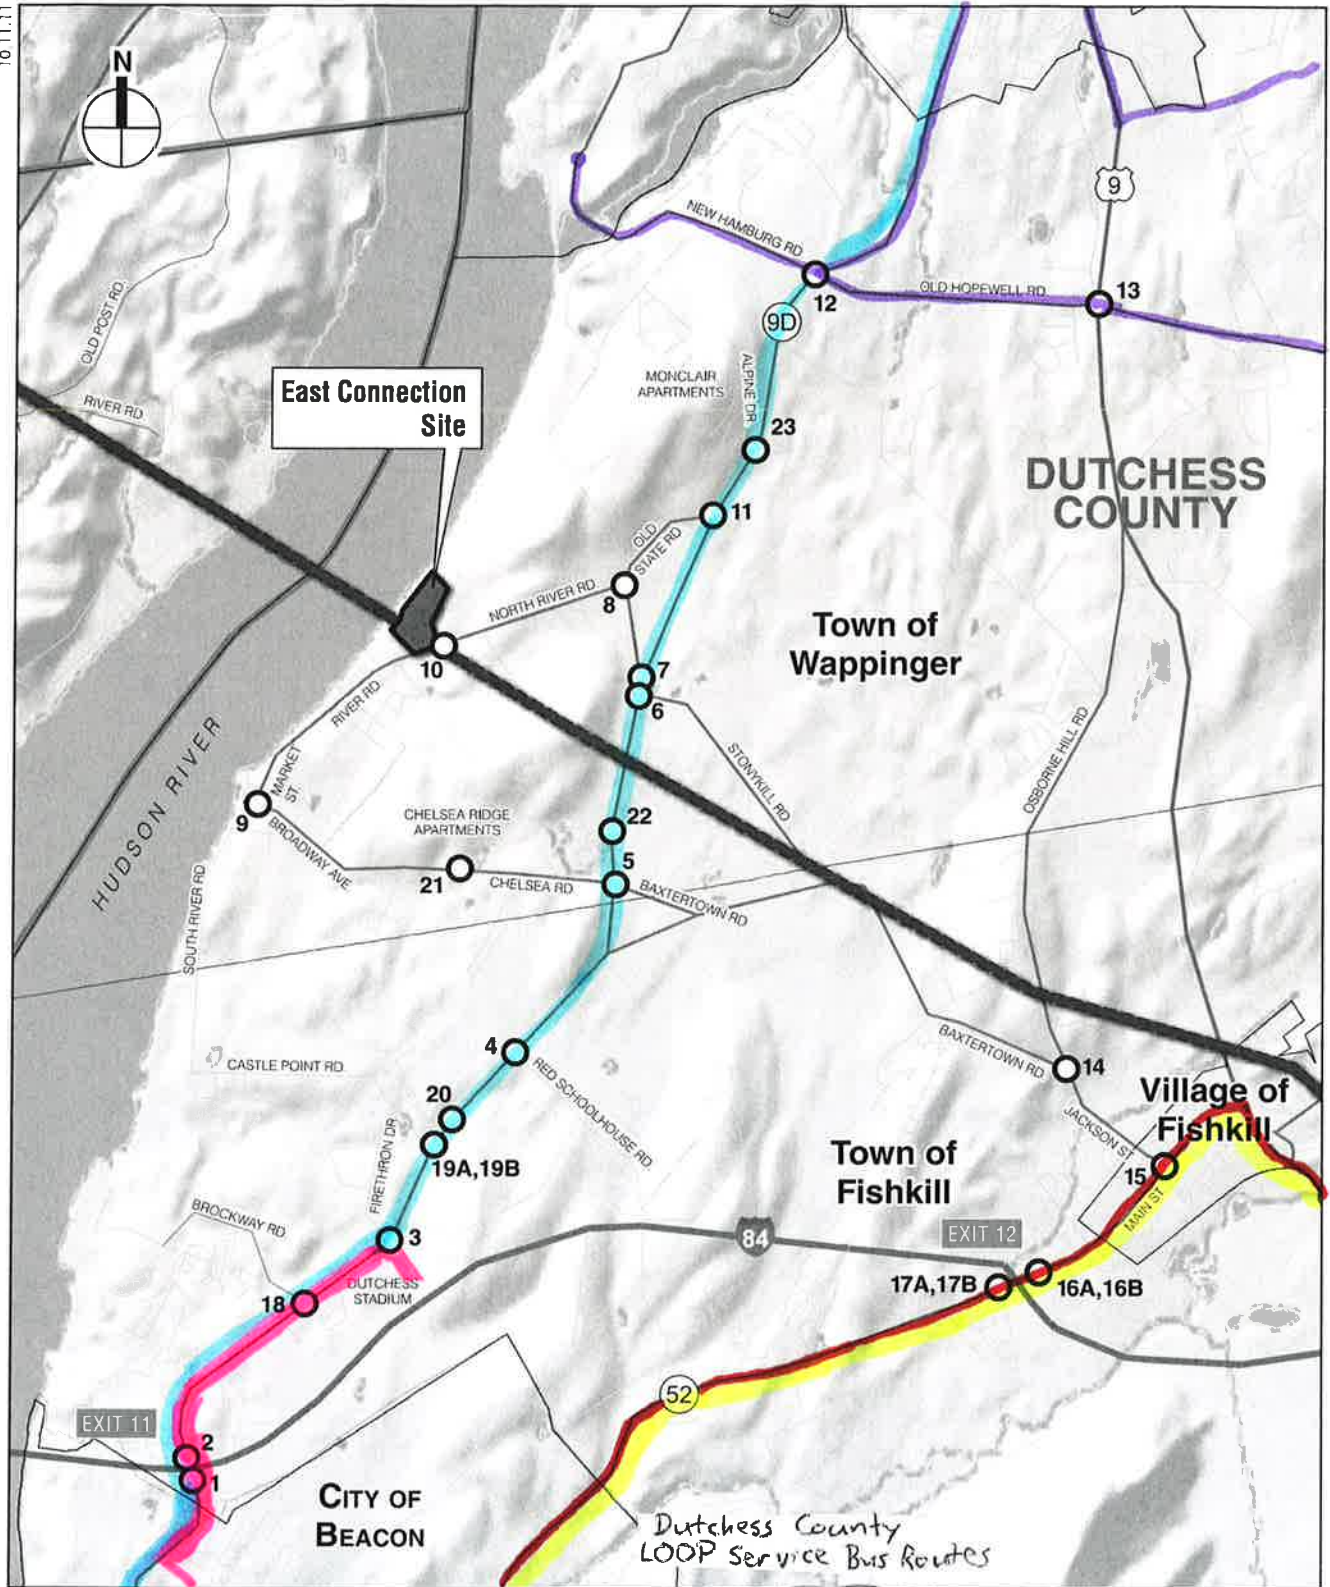 10.11.11
N
9
NEW HAMBURG RD
OLD HOPEWELL RD
12
13
9D
OLD POST RD
RIVER RD
East Connection
Site
MONCLAIR
APARTMENTS
ALPINE DR
23
11
DUTCHESS
COUNTY
OLD
STATE RD
NORTH RIVER RD
8
10
Town of
Wappinger
7
6
RIVER RD
MARKET
ST.
9
HUDSON RIVER
STONYKILL RD
OSBORNE HILL RD
CHELSEA RIDGE
APARTMENTS
22
BROADWAY AVE
21
CHELSEA RD
5
BAXTERTOWN RD
SOUTH RIVER RD
4
CASTLE POINT RD
RED SCHOOLHOUSE RD
BAXTERTOWN RD
14
20
19A,19B
FIRETHRON DR
Village of
Fishkill
JACKSON ST
15
MAIN ST
Town of
Fishkill
BROCKWAY RD
3
DUTCHESS
STADIUM
18
84
EXIT 12
17A,17B
16A,16B
52
EXIT 11
2
1
CITY OF
BEACON
Dutchess County
LOOP Service Bus Routes